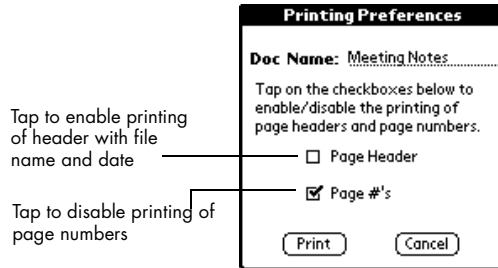 Printing Preferences
Doc Name: Meeting Notes
Tap on the checkboxes below to
enable/disable the printing of
page headers and page numbers.
Tap to enable printing
of header with file
name and date
Page Header
Page #'s
Tap to disable printing of
page numbers
Print Cancel